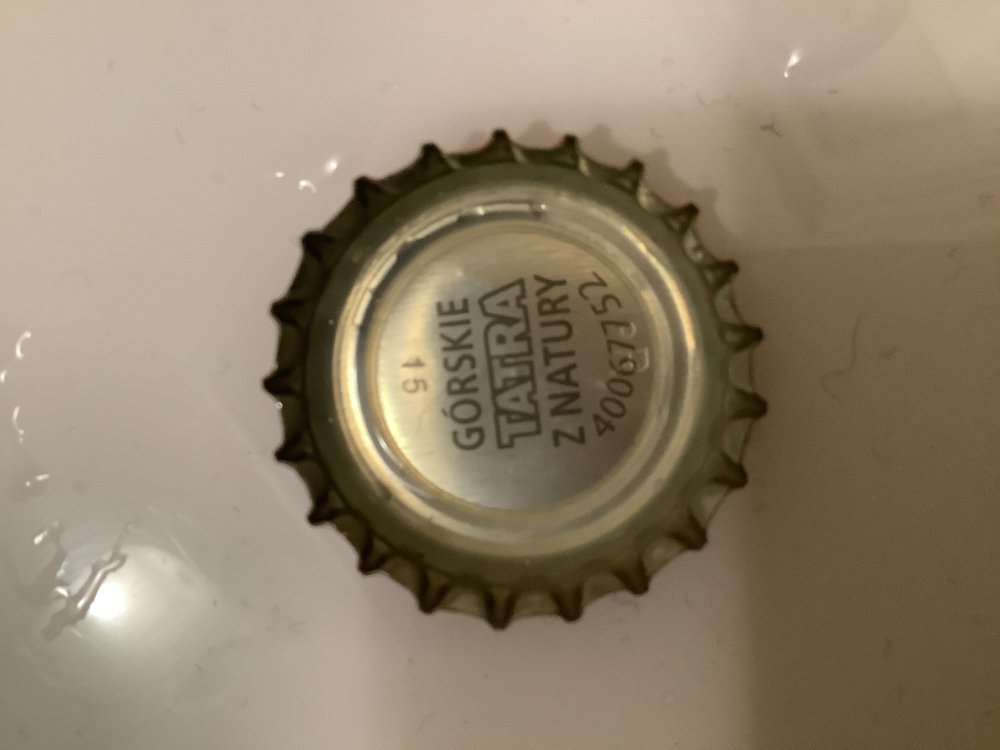 15
GÓRSKIE
TATRA
Z NATURY
40067752